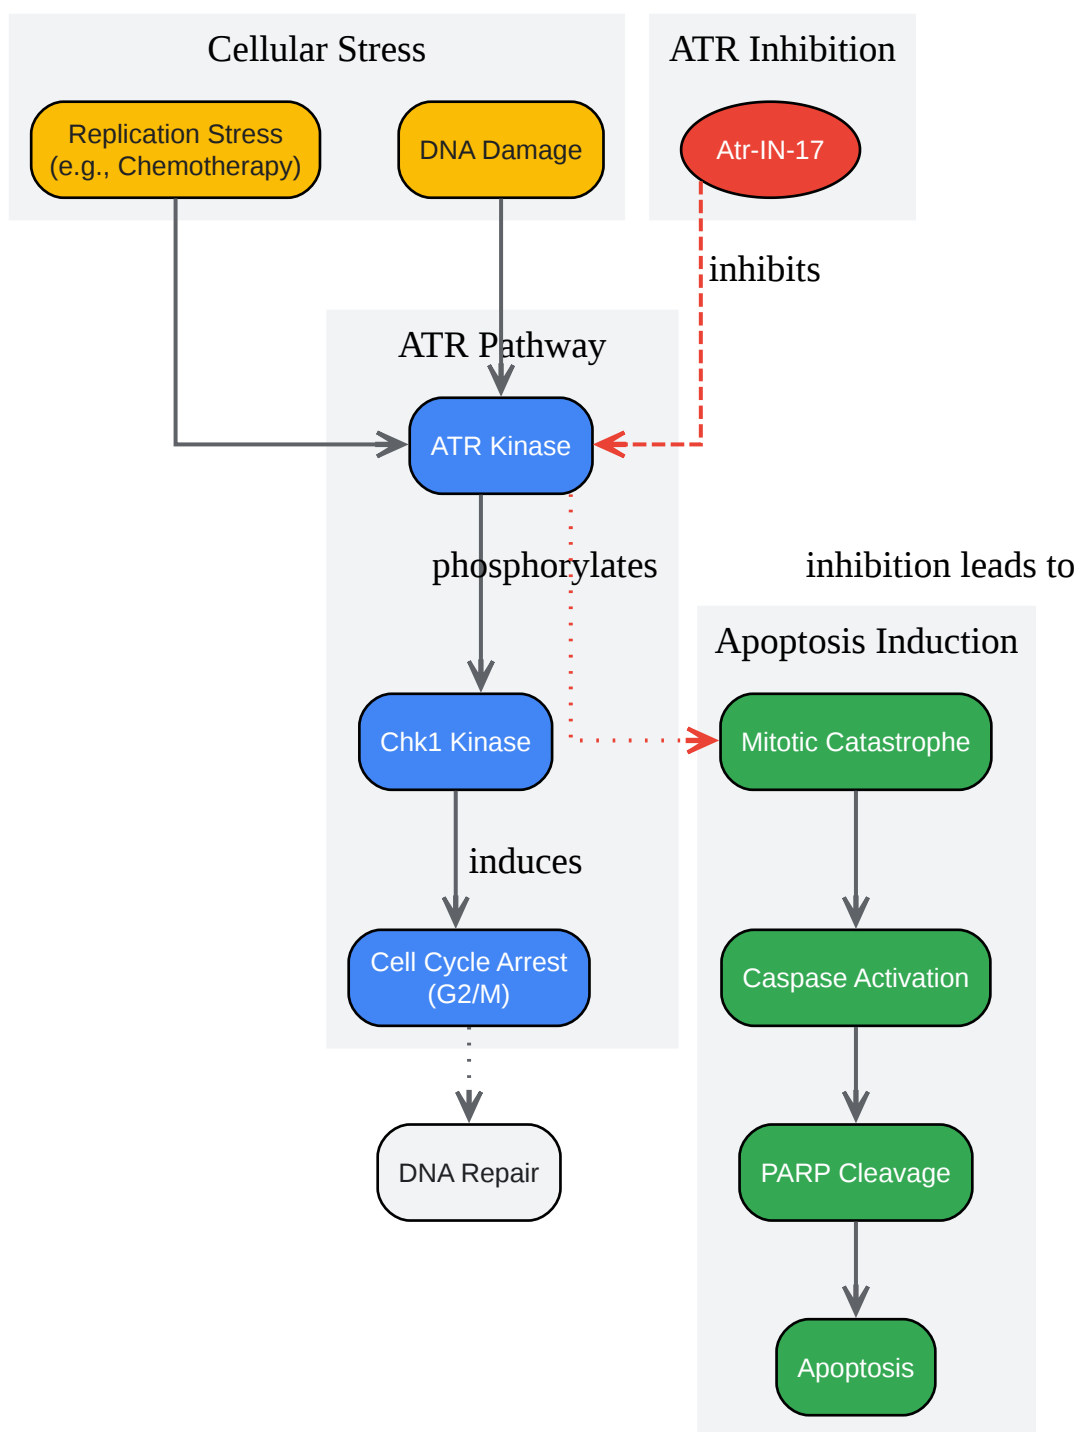 Cellular Stress
ATR Inhibition
Replication Stress
(e.g., Chemotherapy)
DNA Damage
Atr-IN-17
inhibits
ATR Pathway
ATR Kinase
phosphorylates
inhibition leads to
Apoptosis Induction
Chk1 Kinase
Mitotic Catastrophe
induces
Cell Cycle Arrest
(G2/M)
Caspase Activation
DNA Repair
PARP Cleavage
Apoptosis